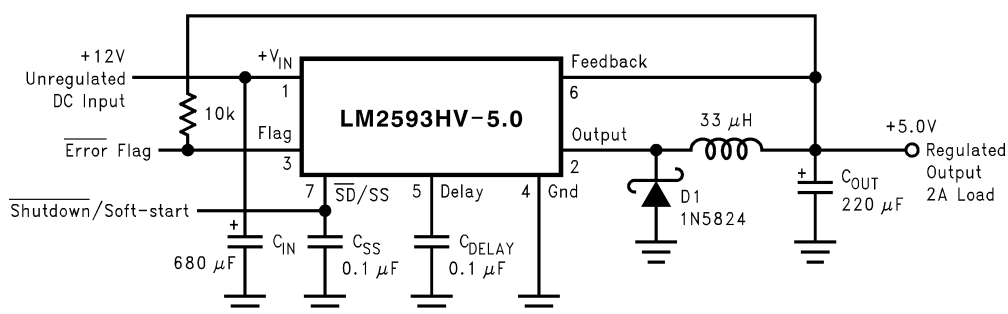 +12V
Unregulated
DC Input
+VIN
1
10k
Flag
3
Error Flag
LM2593HV-5.0
Feedback
6
Output
2
33 μH
+5.0V
Regulated
Output
2A Load
+
COUT
220 μF
D1
1N5824
7
SD/SS
5
Delay
4
Gnd
Shutdown/Soft-start
+
CIN
680 μF
CSS
0.1 μF
CDELAY
0.1 μF